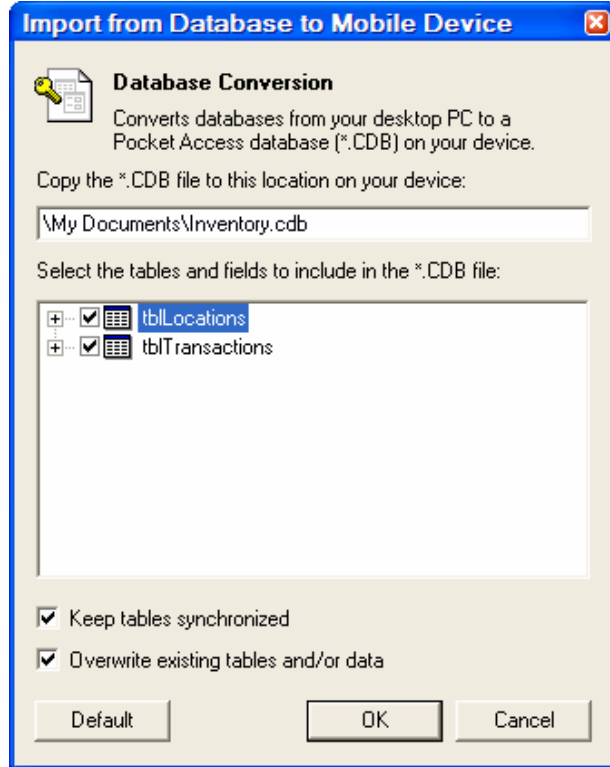 Import from Database to Mobile Device
Database Conversion
Converts databases from your desktop PC to a
Pocket Access database (*.CDB) on your device.
Copy the *.CDB file to this location on your device:
\My Documents\Inventory.cdb
Select the tables and fields to include in the *.CDB file:
tblLocations
tblTransactions
Keep tables synchronized
Overwrite existing tables and/or data
Default OK Cancel